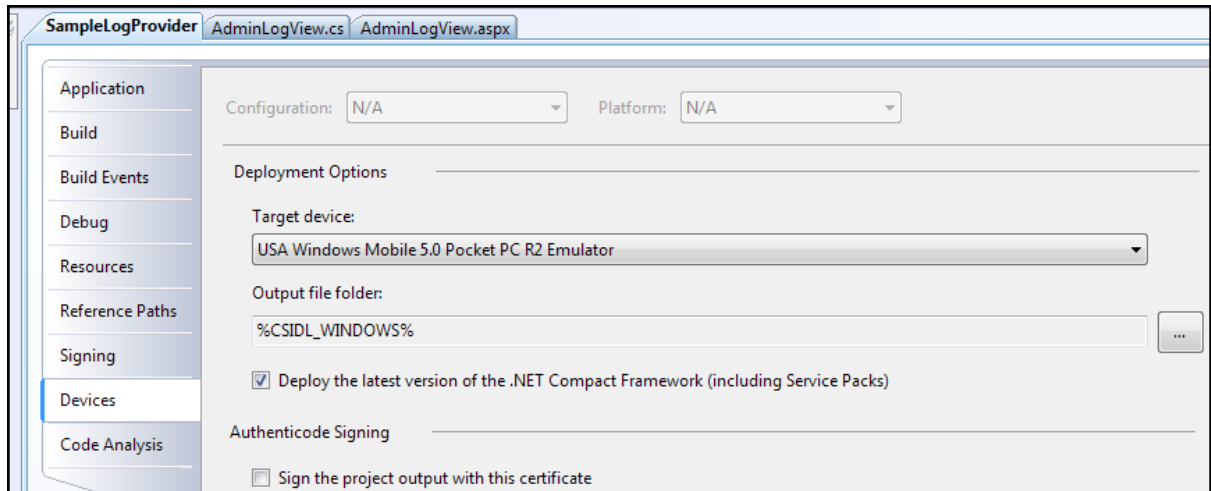 SampleLogProvider AdminLogView.cs AdminLogView.aspx
Application
Configuration: N/A Platform: N/A
Build
Build Events
Deployment Options
Debug
Target device:
USA Windows Mobile 5.0 Pocket PC R2 Emulator
Resources
Output file folder:
Reference Paths
%CSIDL_WINDOWS% ...
Signing
Deploy the latest version of the .NET Compact Framework (including Service Packs)
Devices
Authenticode Signing
Code Analysis
Sign the project output with this certificate